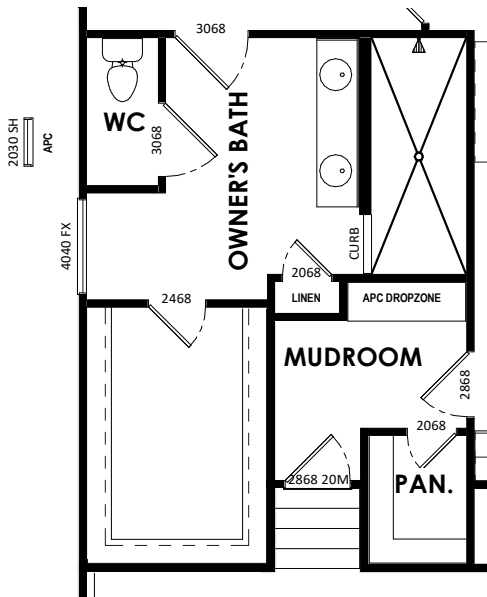 3068
WC
3068
OWNER'S BATH
2030 SH
APC
4040 FX
CURB
2068
2468
LINEN
APC DROPZONE
MUDROOM
2868
2068
2868 20M
PAN.